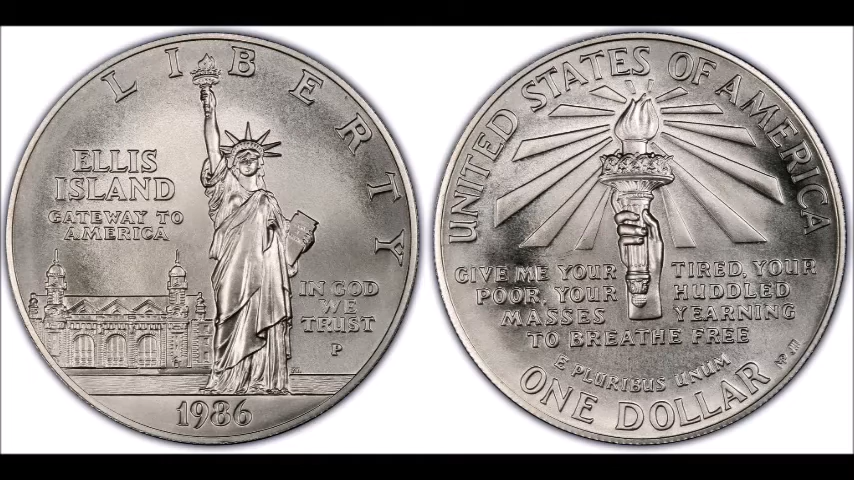 LIBERTY
ELLIS
ISLAND
GATEWAY TO
AMERICA
IN GOD
WE
TRUST
P
1986
UNITED STATES OF AMERICA
GIVE ME YOUR TIRED, YOUR
POOR, YOUR HUDDLED
MASSES YEARNING
TO BREATHE FREE
E PLURIBUS UNUM
ONE DOLLAR